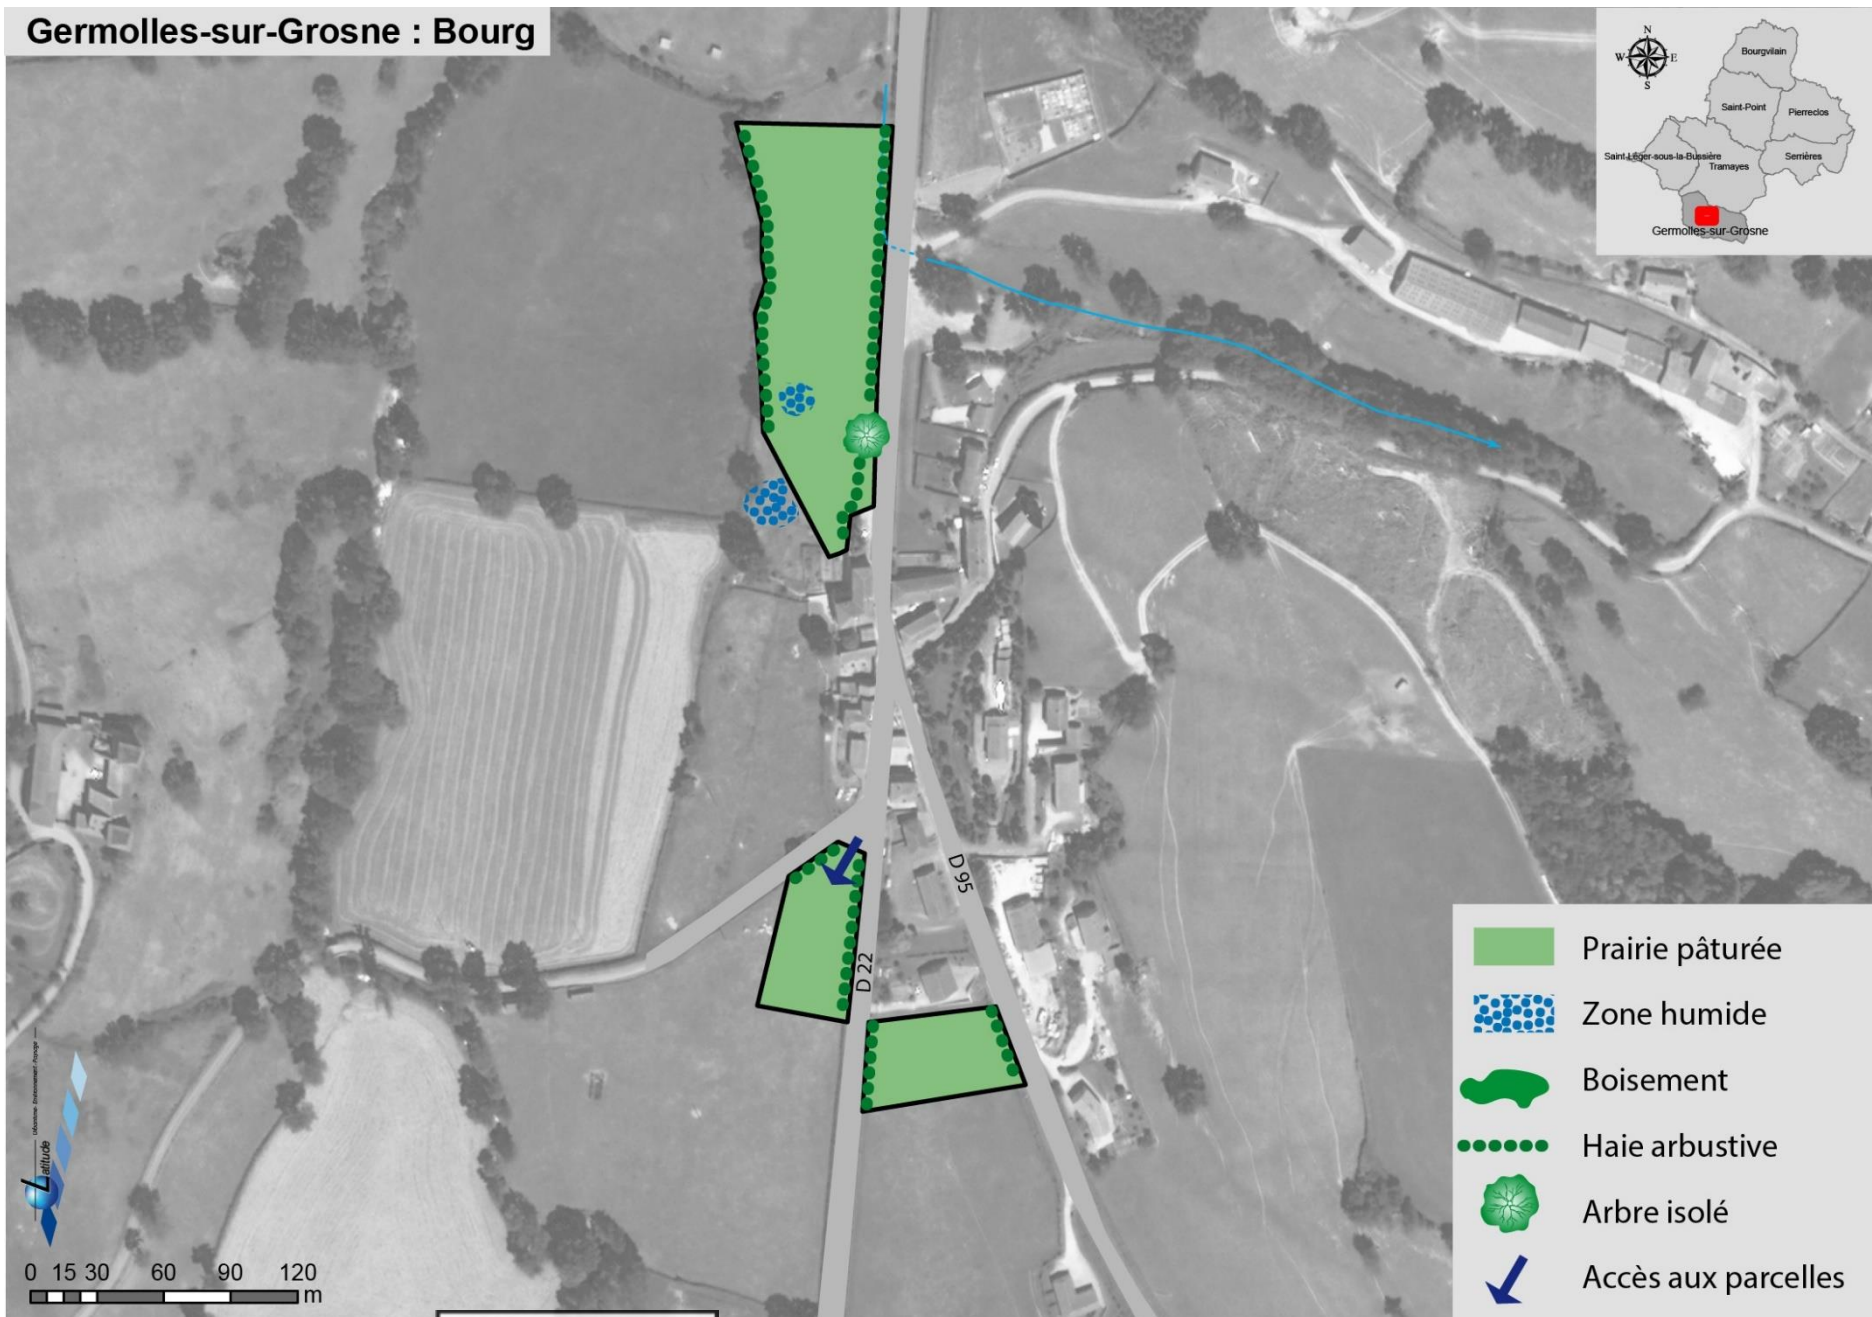 Germolles-sur-Grosne : Bourg
N
W E
S
Bourgvilain
Saint-Point
Pierreclos
Saint-Léger-sous-la-Bussière
Tramayes
Serrières
Germolles-sur-Grosne
D 95
D 22
Prairie pâturée
Zone humide
Boisement
Haie arbustive
Arbre isolé
Accès aux parcelles
Latitude
0 15 30 60 90 120
m